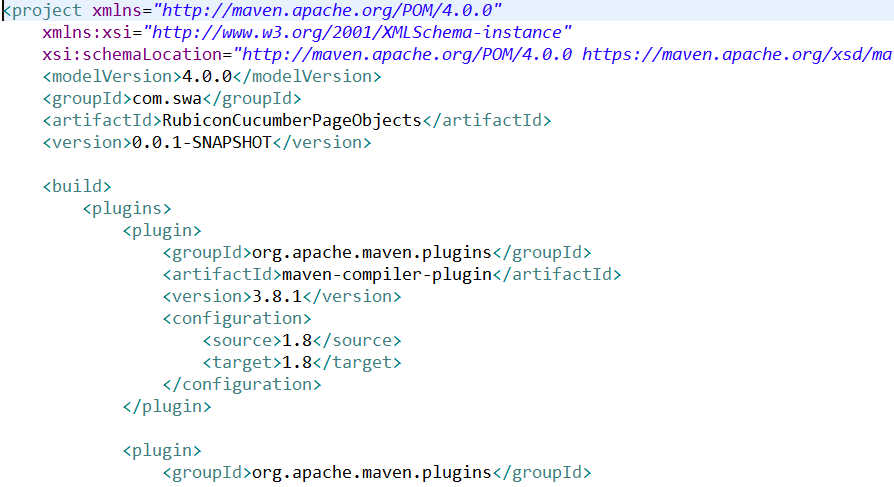 <project xmlns="http://maven.apache.org/POM/4.0.0"
xmlns:xsi="http://www.w3.org/2001/XMLSchema-instance"
xsi:schemaLocation="http://maven.apache.org/POM/4.0.0 https://maven.apache.org/xsd/ma
<modelVersion>4.0.0</modelVersion>
<groupId>com.swa</groupId>
<artifactId>RubiconCucumberPageObjects</artifactId>
<version>0.0.1-SNAPSHOT</version>
<build>
<plugins>
<plugin>
<groupId>org.apache.maven.plugins</groupId>
<artifactId>maven-compiler-plugin</artifactId>
<version>3.8.1</version>
<configuration>
<source>1.8</source>
<target>1.8</target>
</configuration>
</plugin>
<plugin>
<groupId>org.apache.maven.plugins</groupId>